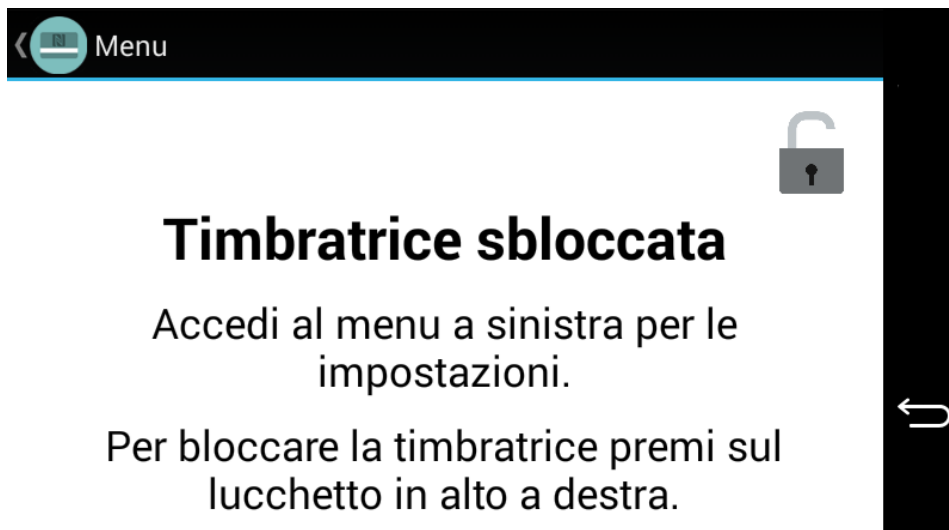 Menu
Timbratrice sbloccata
Accedi al menu a sinistra per le
impostazioni.
Per bloccare la timbratrice premi sul
lucchetto in alto a destra.